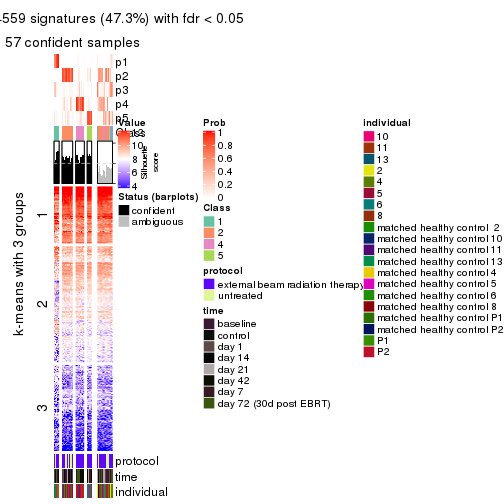 4559 signatures (47.3%) with fdr < 0.05
57 confident samples
p1
p2
p3
p4
p5
Class
k-means with 3 groups
1
2
3
protocol
time
individual
Value
12
10
8
6
4
Silhouette
score
Status (barplots)
confident
ambiguous
Prob
1
0.8
0.6
0.4
0.2
0
Class
1
2
4
5
protocol
external beam radiation therapy
untreated
time
baseline
control
day 1
day 14
day 21
day 42
day 7
day 72 (30d post EBRT)
individual
10
11
13
2
4
5
6
8
matched healthy control 2
matched healthy control 10
matched healthy control 11
matched healthy control 13
matched healthy control 4
matched healthy control 5
matched healthy control 6
matched healthy control 8
matched healthy control P1
matched healthy control P2
P1
P2